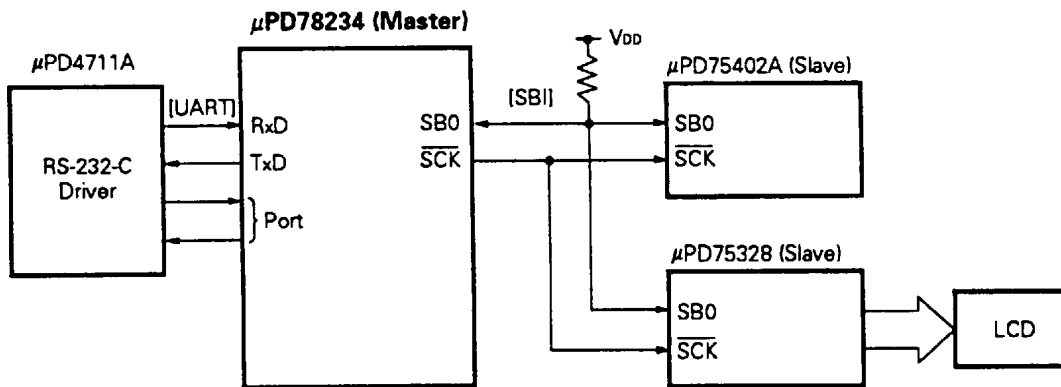 μPD78234 (Master)
μPD4711A
RS-232-C
Driver
[UART]
RxD
TxD
Port
SB0
SCK
[SBI]
VDD
μPD75402A (Slave)
SB0
SCK
μPD75328 (Slave)
SB0
SCK
LCD